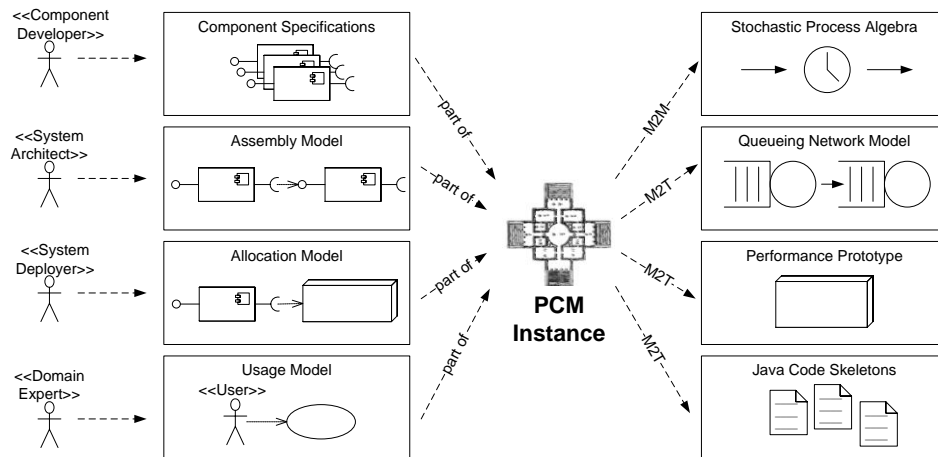 <<Component
Developer>>
Component Specifications
part of
<<System
Architect>>
Assembly Model
part of
<<System
Deployer>>
Allocation Model
part of
<<Domain
Expert>>
Usage Model
<<User>>
part of
PCM
Instance
M2M
Stochastic Process Algebra
M2T
Queueing Network Model
M2T
Performance Prototype
M2T
Java Code Skeletons